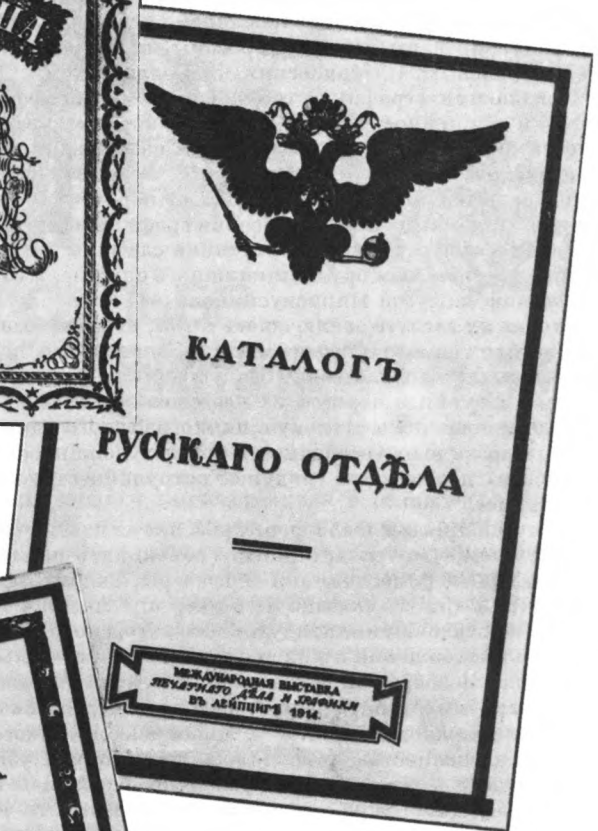 КАТАЛОГЪ
РУССКАГО ОТДѢЛА
МЕЖДУНАРОДНАЯ ВЫСТАВКА
ПЕЧАТНАГО ДѢЛА И ГРАФИКИ
ВЪ ЛЕЙПЦИГѢ 1914.